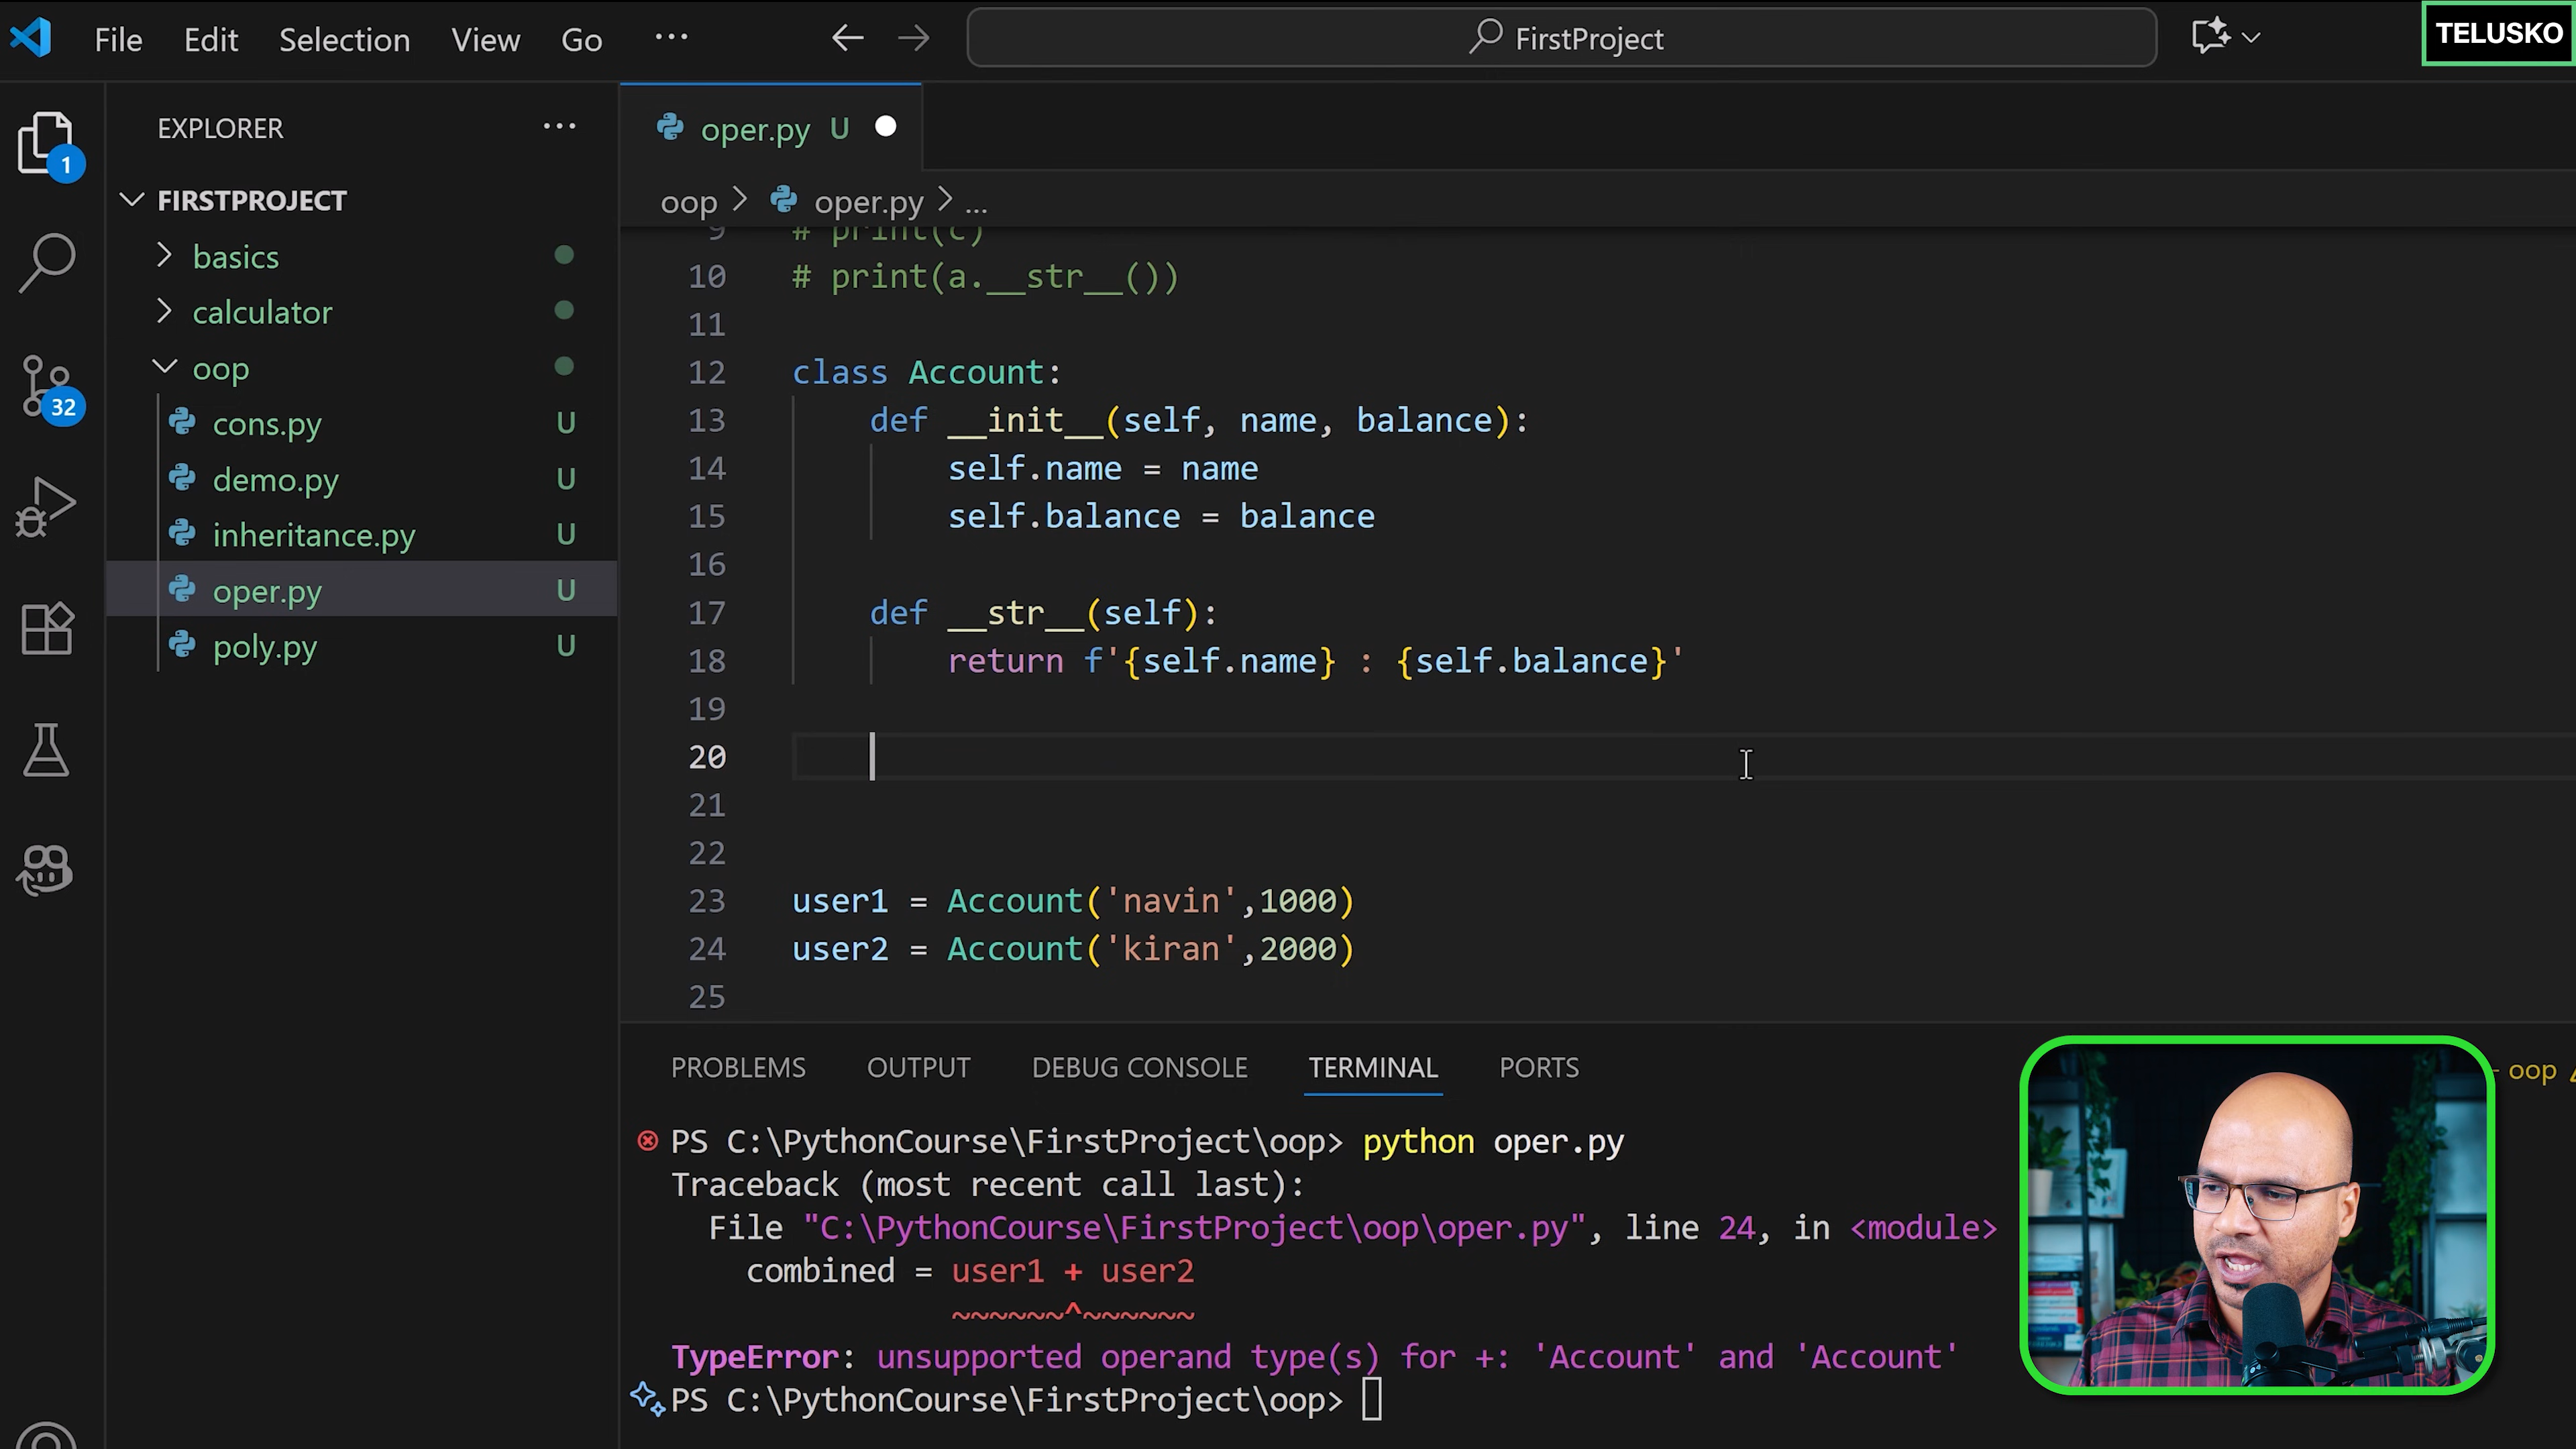 File Edit Selection View Go ... FirstProject
TELUSKO
EXPLORER ...
1
FIRSTPROJECT
basics
calculator
oop
32
cons.py U
demo.py U
inheritance.py U
oper.py U
poly.py U
oper.py U
oop > oper.py > ...
9 # print(c)
10 # print(a.__str__())
11
12 class Account:
13 def __init__(self, name, balance):
14 self.name = name
15 self.balance = balance
16
17 def __str__(self):
18 return f'{self.name} : {self.balance}'
19
20
21
22
23 user1 = Account('navin',1000)
24 user2 = Account('kiran',2000)
25
PROBLEMS OUTPUT DEBUG CONSOLE TERMINAL PORTS
oop
PS C:\PythonCourse\FirstProject\oop> python oper.py
Traceback (most recent call last):
File "C:\PythonCourse\FirstProject\oop\oper.py", line 24, in <module>
combined = user1 + user2
~~~~~~^~~~~~~
TypeError: unsupported operand type(s) for +: 'Account' and 'Account'
PS C:\PythonCourse\FirstProject\oop>